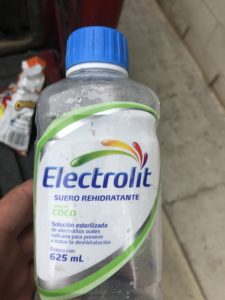 Electrolit
SUERO REHIDRATANTE
COCO
Solución esterilizada
de electrolitos orales
indicada para prevenir
o tratar la deshidratación
Frasco con
625 mL